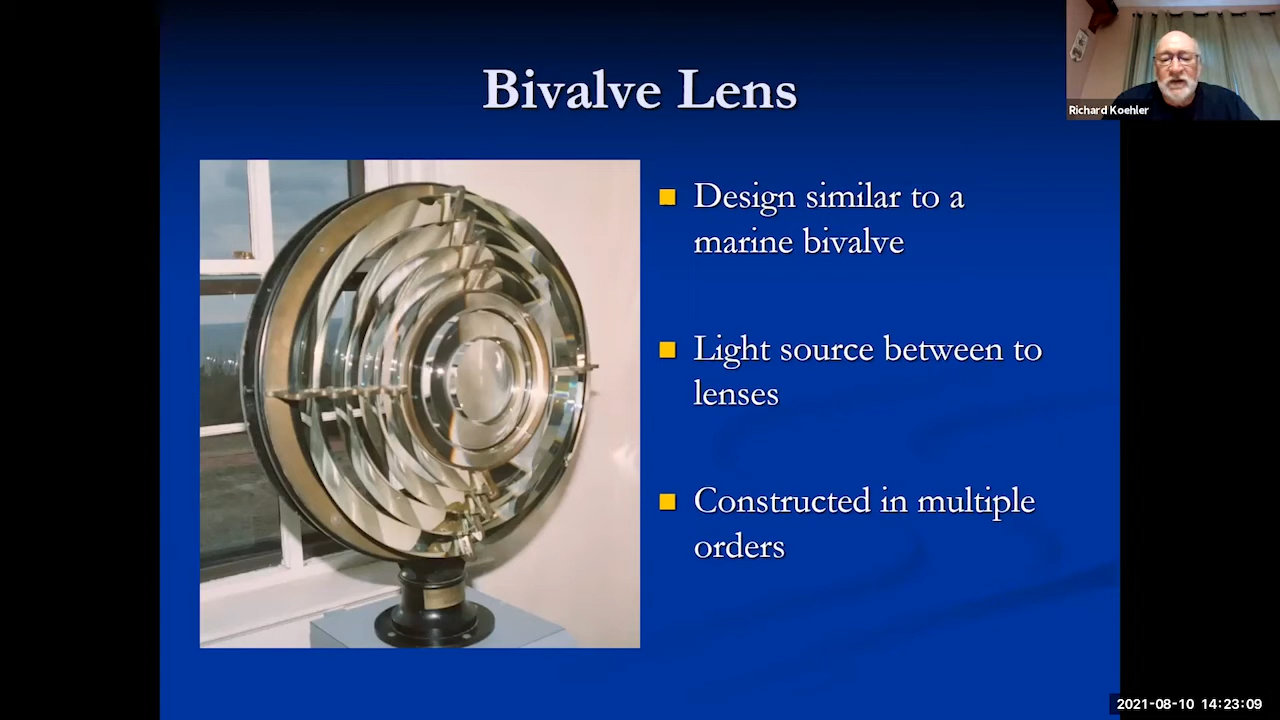 Bivalve Lens
Richard Koehler
Design similar to a
marine bivalve
Light source between to
lenses
Constructed in multiple
orders
2021-08-10 14:23:09